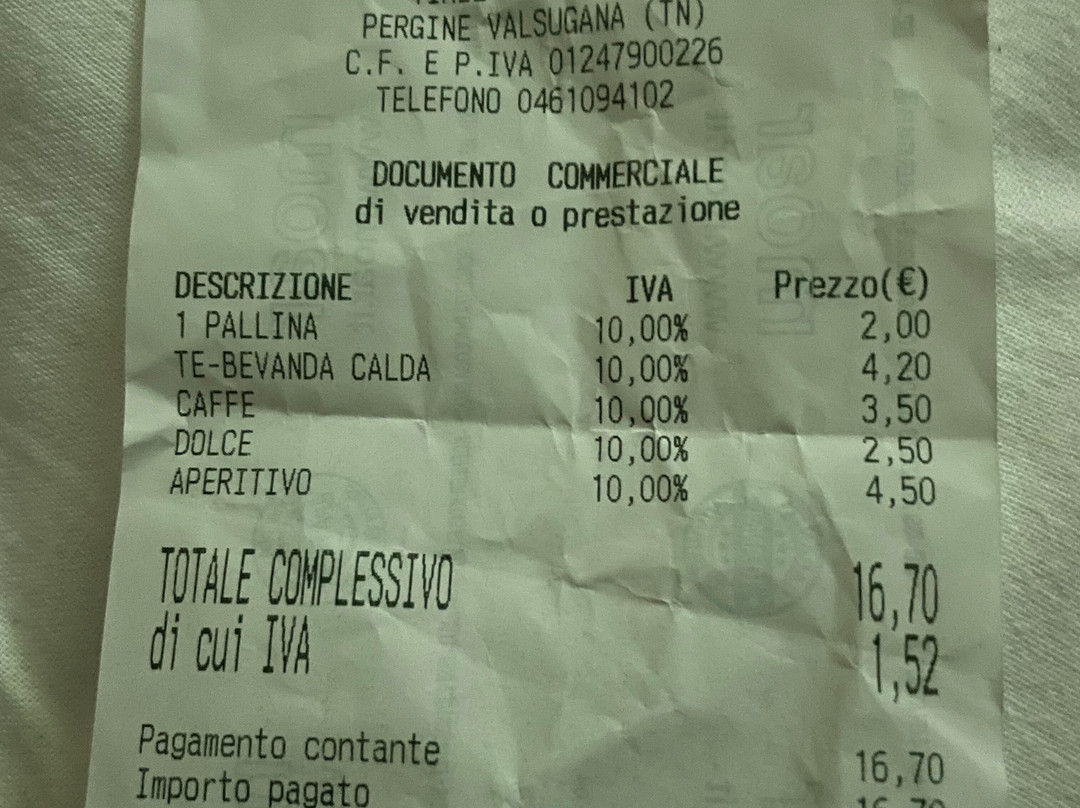 PERGINE VALSUGANA (TN)
C.F. E P.IVA 01247900226
TELEFONO 0461094102
DOCUMENTO COMMERCIALE
di vendita o prestazione
DESCRIZIONE IVA Prezzo(€)
1 PALLINA 10,00% 2,00
TE-BEVANDA CALDA 10,00% 4,20
CAFFE 10,00% 3,50
DOLCE 10,00% 2,50
APERITIVO 10,00% 4,50
TOTALE COMPLESSIVO 16,70
di cui IVA 1,52
Pagamento contante 16,70
Importo pagato 16,70